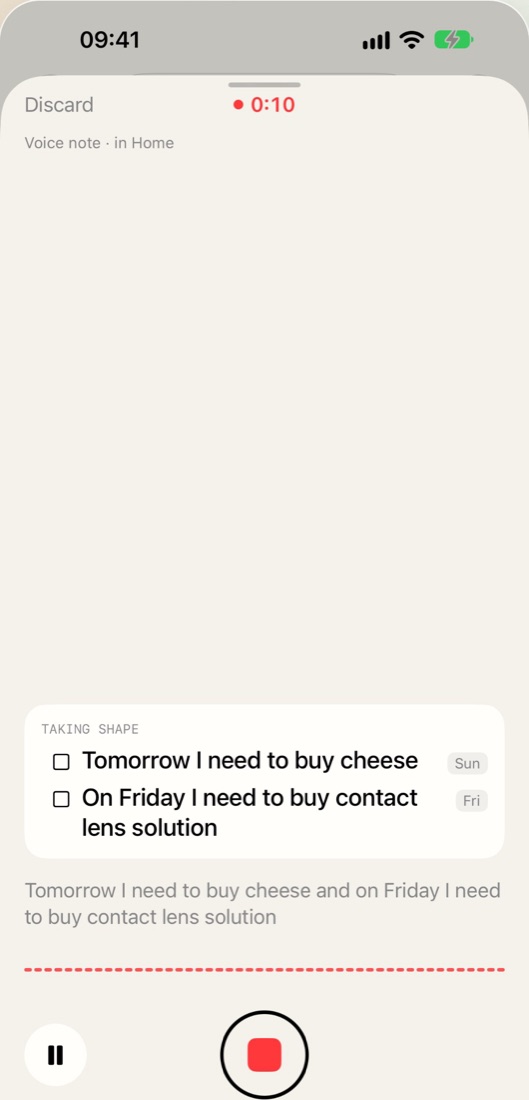 09:41
Discard
0:10
Voice note · in Home
TAKING SHAPE
Tomorrow I need to buy cheese
Sun
On Friday I need to buy contact
Fri
lens solution
Tomorrow I need to buy cheese and on Friday I need
to buy contact lens solution